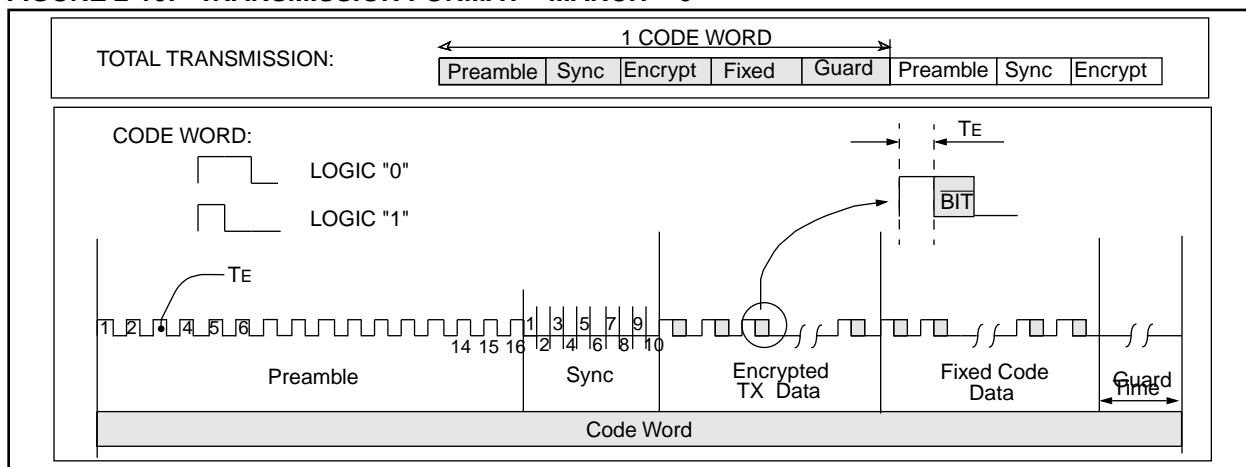 1 CODE WORD
TOTAL TRANSMISSION:
Preamble Sync Encrypt Fixed Guard Preamble Sync Encrypt
CODE WORD:
TE
LOGIC "0"
BIT
LOGIC "1"
TE
1 2 4 5 6 1 3 5 7 9
14 15 16 2 4 6 8 10
Preamble Sync Encrypted TX Data Fixed Code Data Guard Time
Code Word